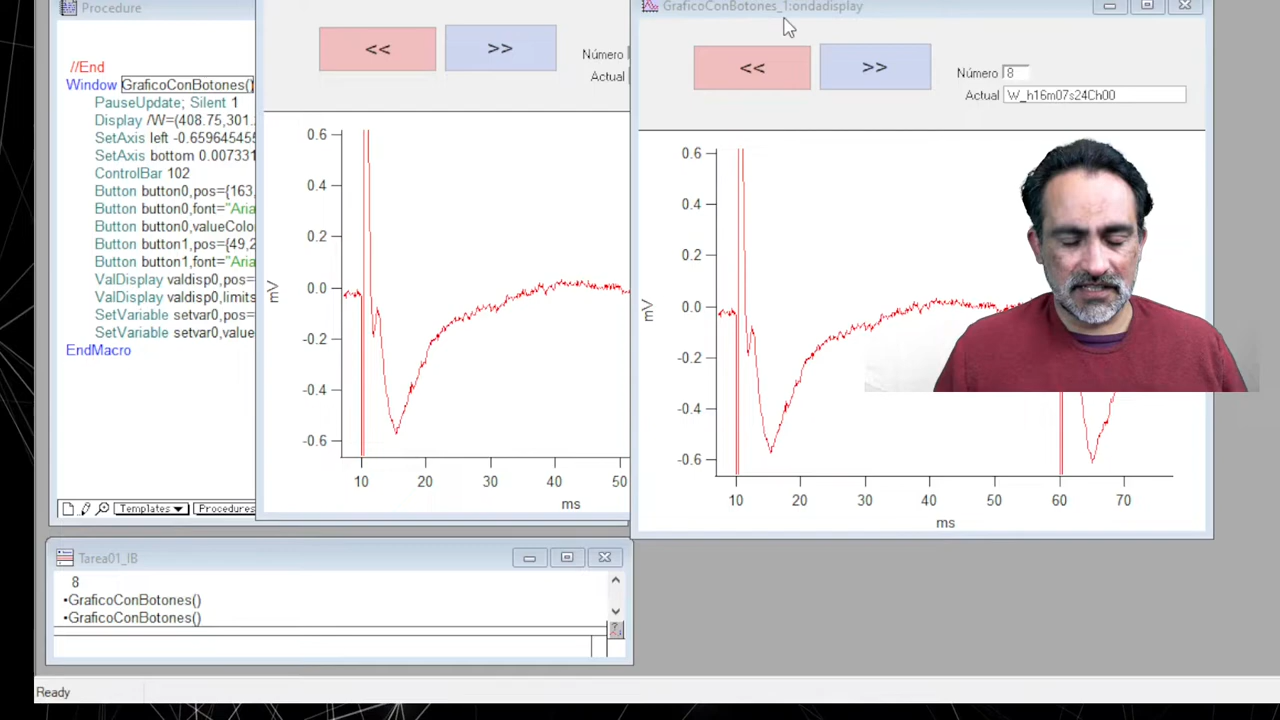 Procedure
//End
Window GraficoConBotones()
PauseUpdate; Silent 1
Display /W=(408.75,301.
SetAxis left -0.659645455
SetAxis bottom 0.007331
ControlBar 102
Button button0,pos={163,
Button button0,font="Aria
Button button0,valueColo
Button button1,pos={49,2
Button button1,font="Aria
ValDisplay valdisp0,pos=
ValDisplay valdisp0,limits
SetVariable setvar0,pos=
SetVariable setvar0,value
EndMacro
Templates
Procedures
<<
>>
Número
Actual
0.6
0.4
0.2
0.0
-0.2
-0.4
-0.6
mV
10 20 30 40 50
ms
GraficoConBotones_1:ondadisplay
<<
>>
Número 8
Actual W_h16m07s24Ch00
0.6
0.4
0.2
0.0
-0.2
-0.4
-0.6
mV
10 20 30 40 50 60 70
ms
Tarea01_IB
8
•GraficoConBotones()
•GraficoConBotones()
Ready